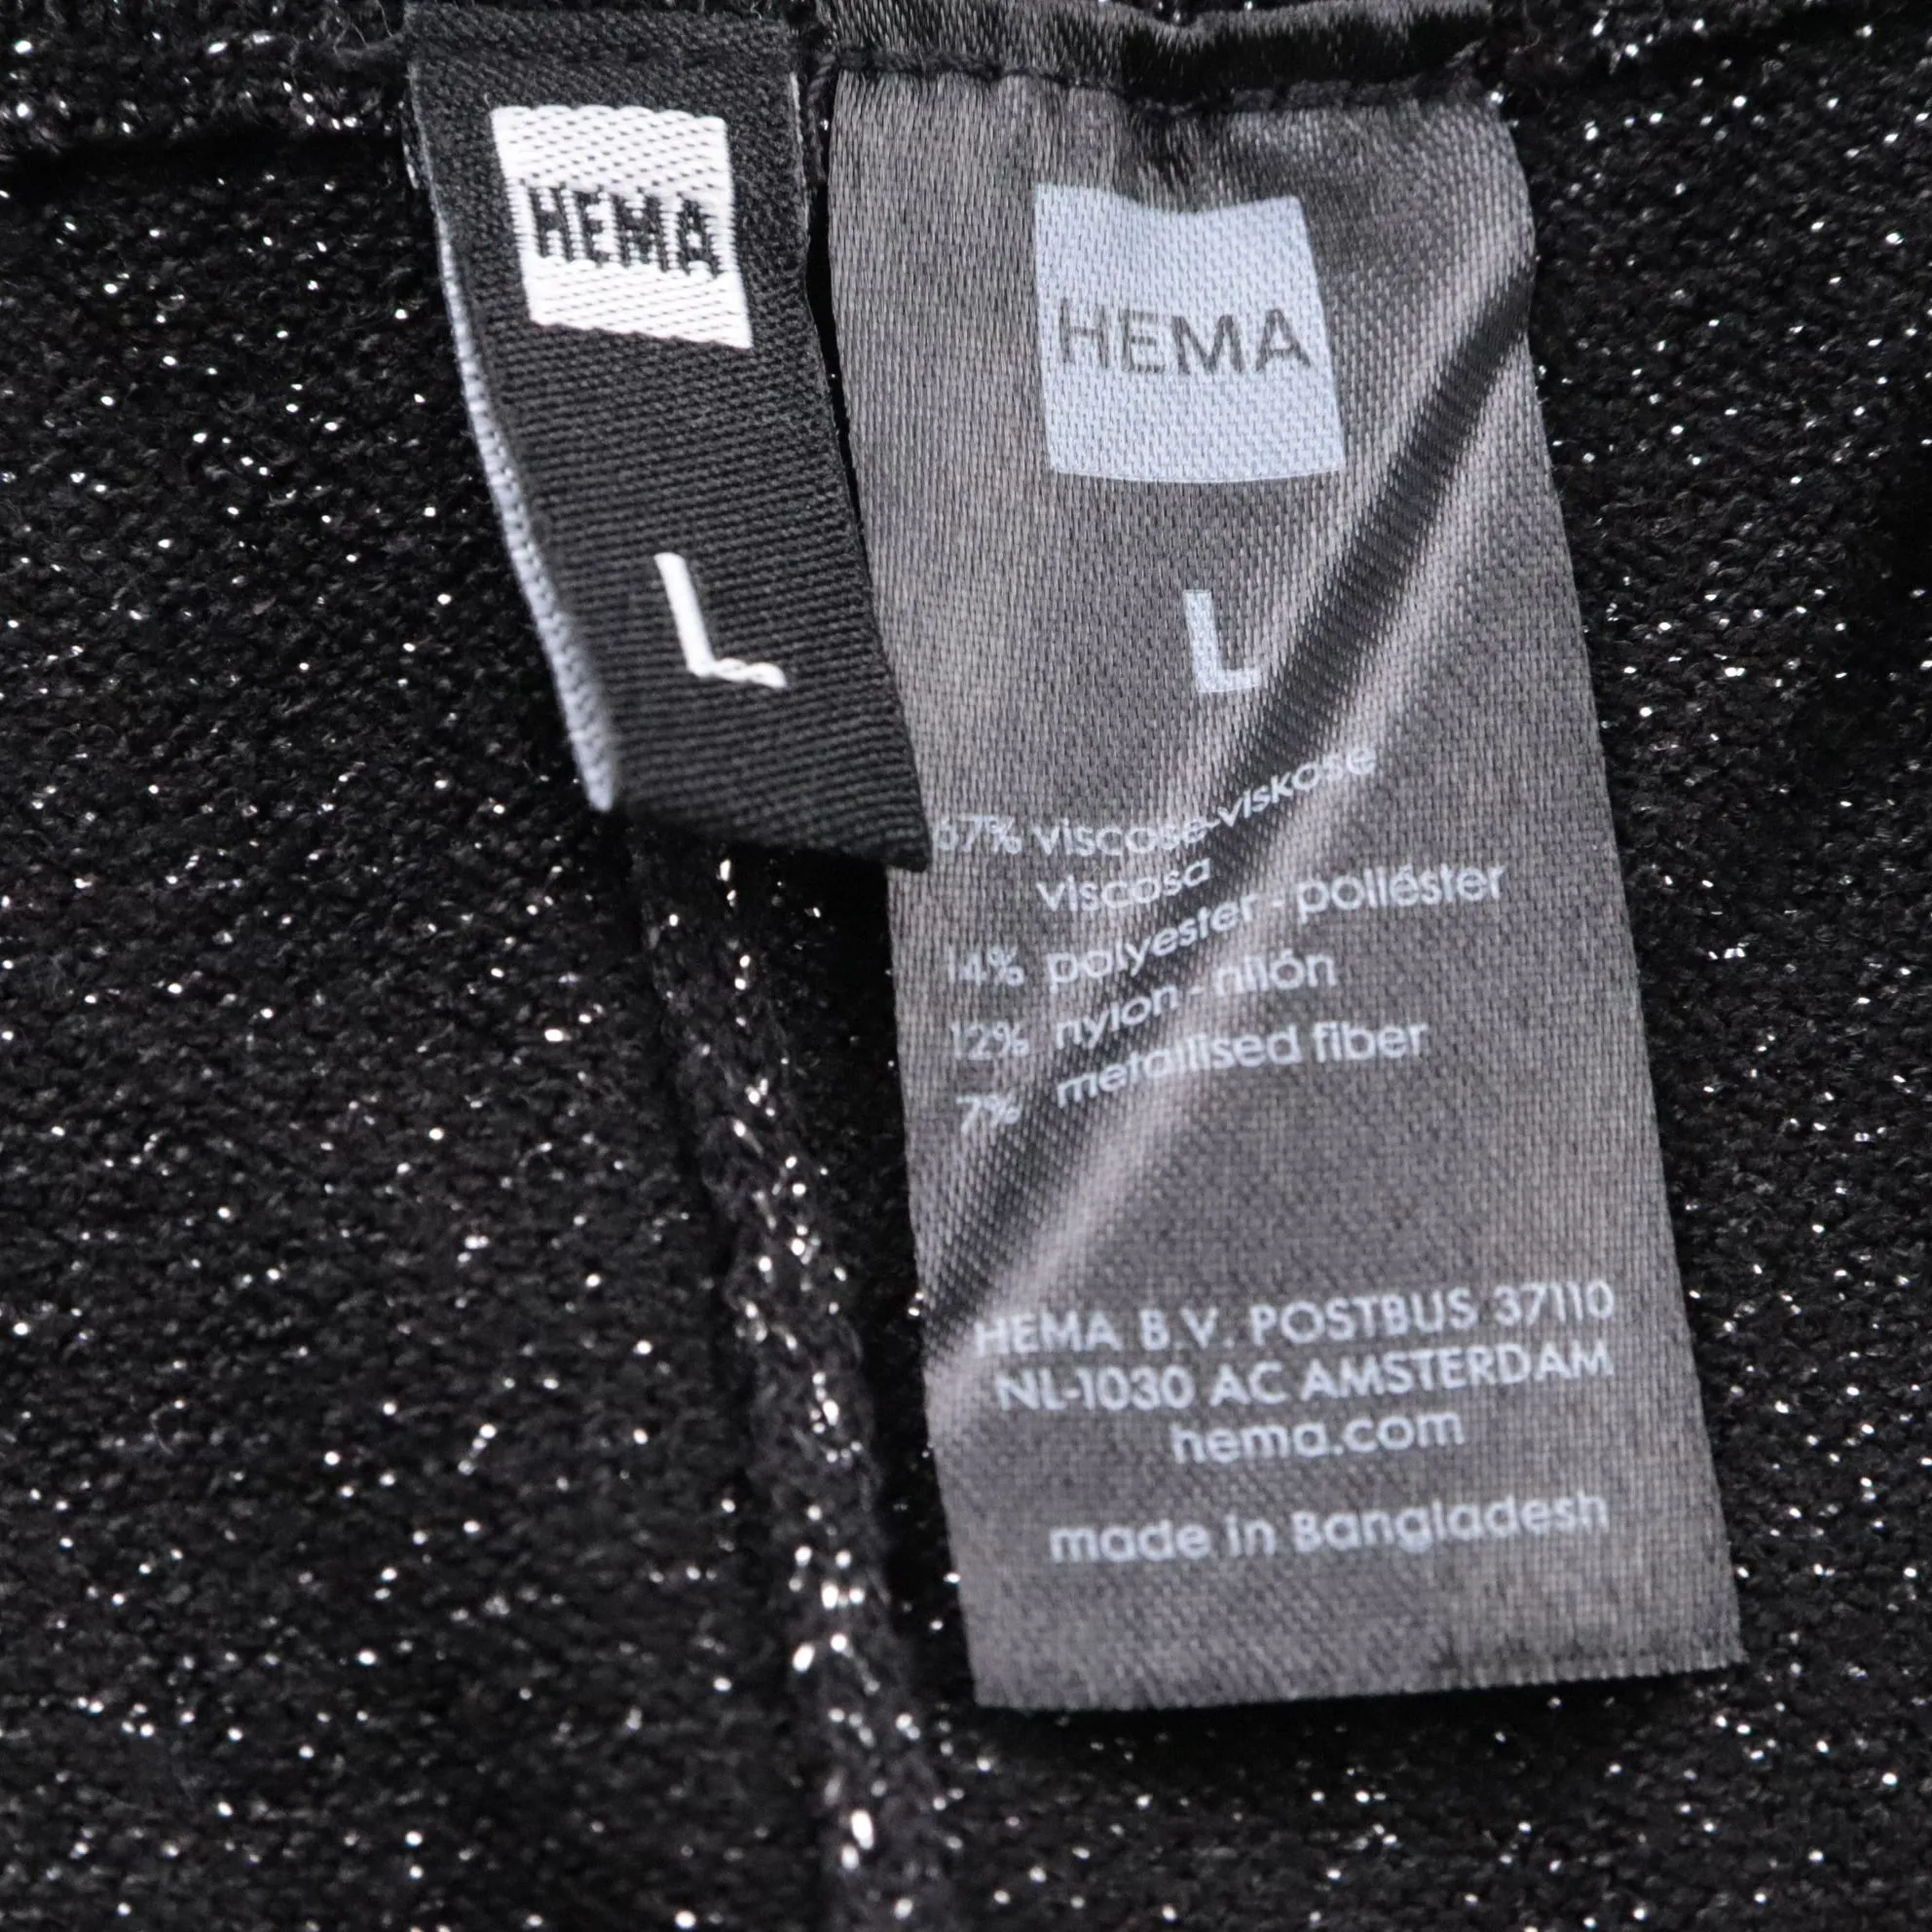 HEMA
L
HEMA
L
67% viscose-viskose
viscosa
14% polyester-poliéster
12% nylon-nilón
7% metallised fiber
HEMA B.V. POSTBUS 37110
NL-1030 AC AMSTERDAM
hema.com
made in Bangladesh